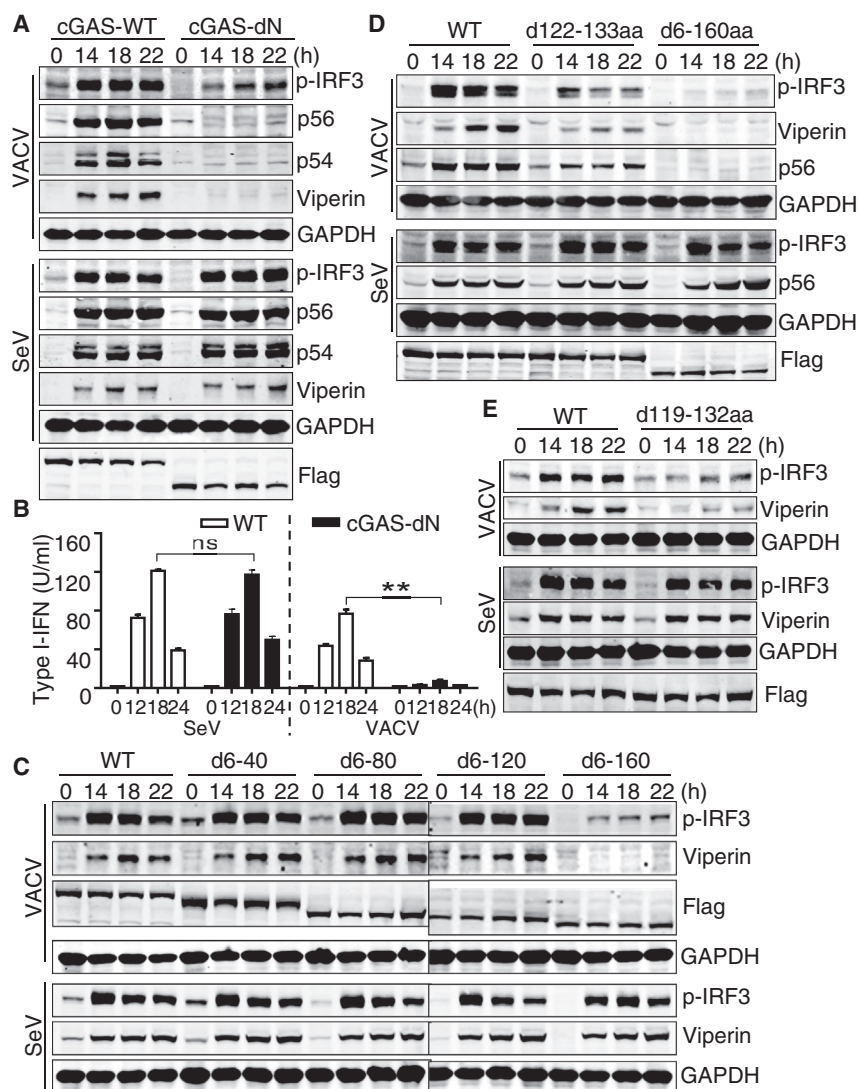 A
cGAS-WT cGAS-dN
0 14 18 22 0 14 18 22 (h)
VACV
p-IRF3
p56
p54
Viperin
GAPDH
SeV
p-IRF3
p56
p54
Viperin
GAPDH
Flag
B
WT cGAS-dN
Type I-IFN (U/ml)
160
120
80
40
0
ns
**
0 12 18 24 0 12 18 24 0 12 18 24 0 12 18 24 (h)
SeV VACV
C
WT d6-40 d6-80 d6-120 d6-160
0 14 18 22 0 14 18 22 0 14 18 22 0 14 18 22 0 14 18 22 (h)
VACV
p-IRF3
Viperin
Flag
GAPDH
SeV
p-IRF3
Viperin
GAPDH
D
WT d122-133aa d6-160aa
0 14 18 22 0 14 18 22 0 14 18 22 (h)
VACV
p-IRF3
Viperin
p56
GAPDH
SeV
p-IRF3
p56
GAPDH
Flag
E
WT d119-132aa
0 14 18 22 0 14 18 22 (h)
VACV
p-IRF3
Viperin
GAPDH
SeV
p-IRF3
Viperin
GAPDH
Flag